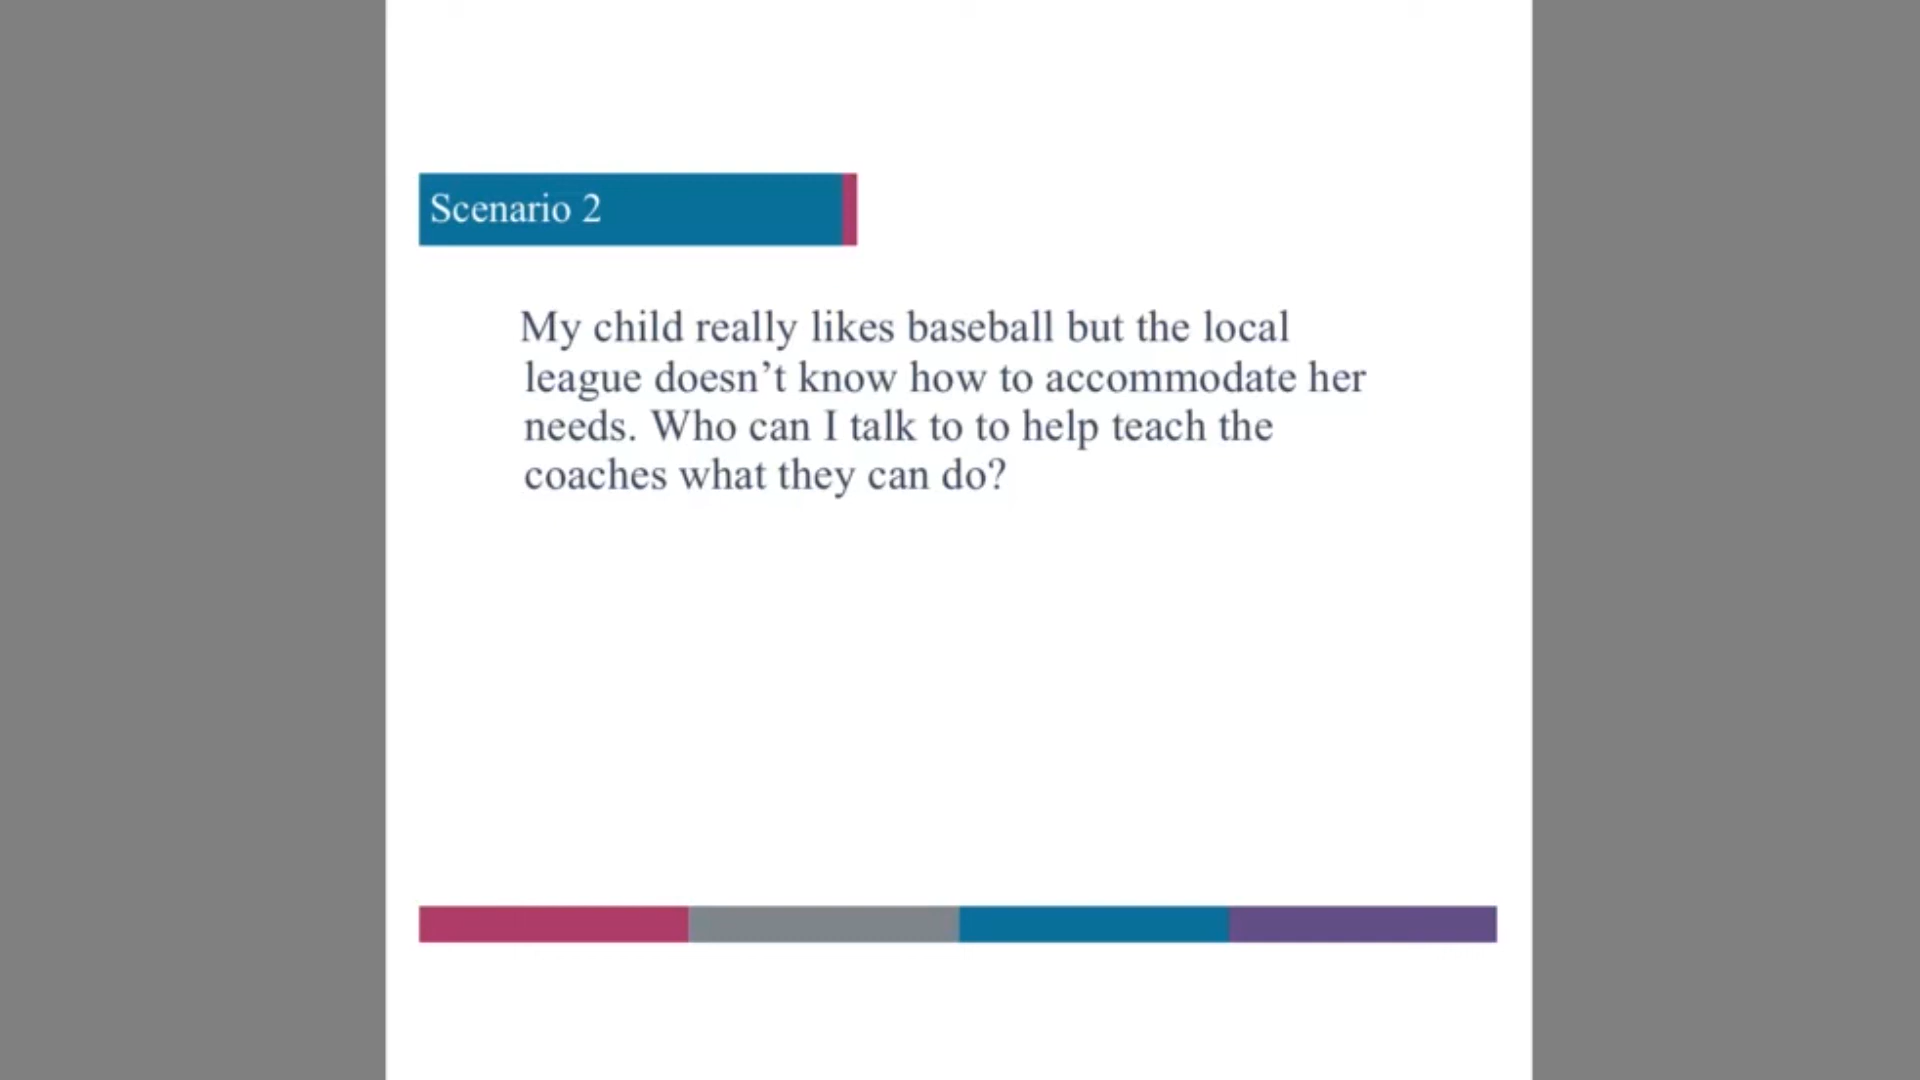 Scenario 2
My child really likes baseball but the local
league doesn’t know how to accommodate her
needs. Who can I talk to to help teach the
coaches what they can do?